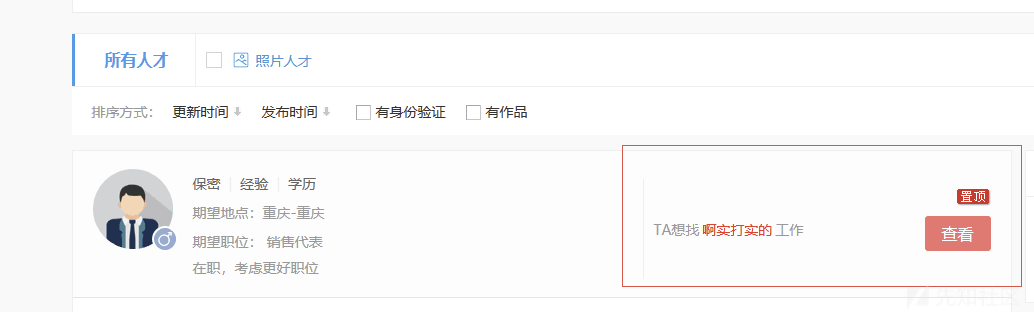 所有人才 照片人才
排序方式： 更新时间 发布时间 有身份验证 有作品
保密 经验 学历
置顶
期望地点：重庆-重庆
TA想找 啊实打实的 工作 查看
期望职位： 销售代表
在职，考虑更好职位
先知社区